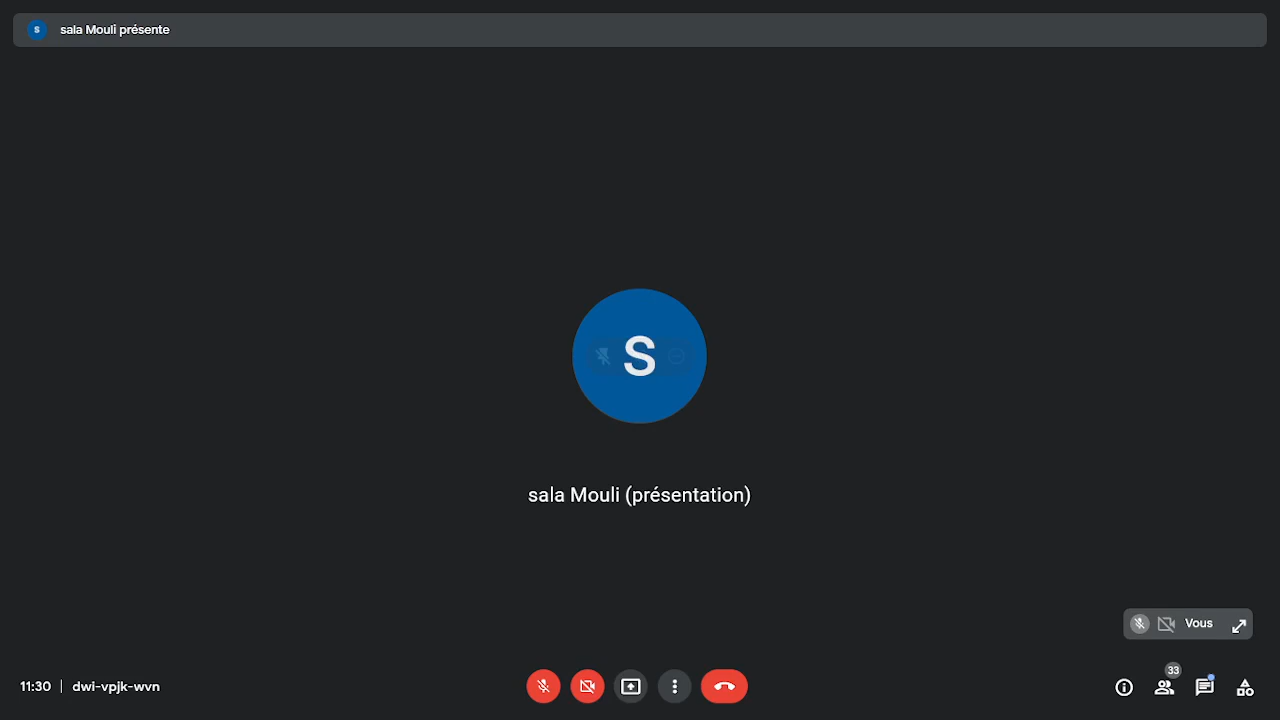 s sala Mouli présente
S
sala Mouli (présentation)
Vous
33
11:30 | dwi-vpjk-wvn